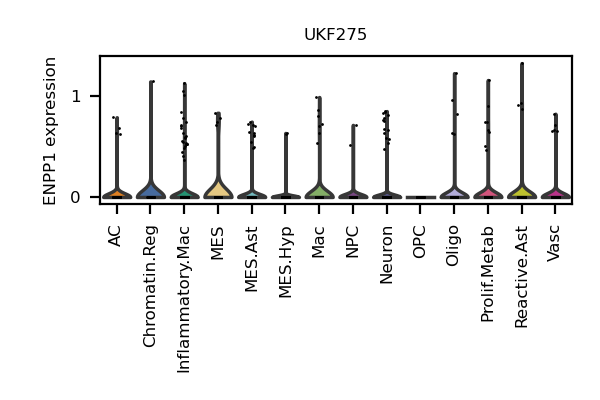 UKF275
ENPP1 expression
1
0
AC
Chromatin.Reg
Inflammatory.Mac
MES
MES.Ast
MES.Hyp
Mac
NPC
Neuron
OPC
Oligo
Prolif.Metab
Reactive.Ast
Vasc